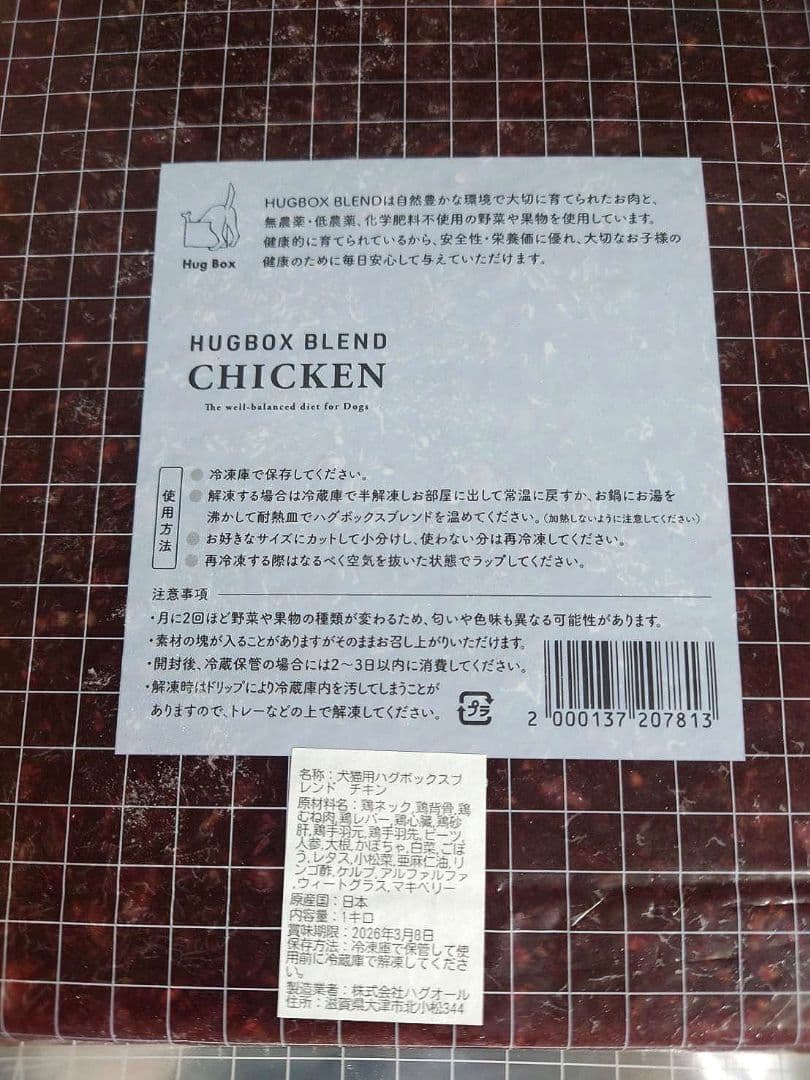 HUGBOX BLENDは自然豊かな環境で大切に育てられたお肉と、
無農薬・低農薬、化学肥料不使用の野菜や果物を使用しています。
健康的に育てられているから、安全性・栄養価に優れ、大切なお子様の
健康のために毎日安心して与えていただけます。
Hug Box
HUGBOX BLEND
CHICKEN
The well-balanced diet for Dogs
使用方法
冷凍庫で保存してください。
解凍する場合は冷蔵庫で半解凍しお部屋に出して常温に戻すか、お鍋にお湯を
沸かして耐熱皿でハグボックスブレンドを温めてください。(加熱しないように注意してください)
お好きなサイズにカットして小分けし、使わない分は再冷凍してください。
再冷凍する際はなるべく空気を抜いた状態でラップしてください。
注意事項
・月に2回ほど野菜や果物の種類が変わるため、匂いや色味も異なる可能性があります。
・素材の塊が入ることがありますがそのままお召し上がりいただけます。
・開封後、冷蔵保管の場合には2～3日以内に消費してください。
・解凍時はドリップにより冷蔵庫内を汚してしまうことが
ありますので、トレーなどの上で解凍してください。
プラ
2 000137 207813
名称：犬猫用ハグボックスブ
レンド チキン
原材料名：鶏ネック,鶏背骨,鶏
むね肉,鶏レバー,鶏心臓,鶏砂
肝,鶏手羽元,鶏手羽先,ビーツ,
人参,大根,かぼちゃ,白菜,ごぼ
う,レタス,小松菜,亜麻仁油,リ
ンゴ酢,ケルプ,アルファルファ
,ウィートグラス,マキベリー
原産国：日本
内容量：1キロ
賞味期限：2026年3月8日
保存方法：冷凍庫で保管して使
用前に冷蔵庫で解凍してくださ
い。
製造業者：株式会社ハグオール
住所：滋賀県大津市北小松344